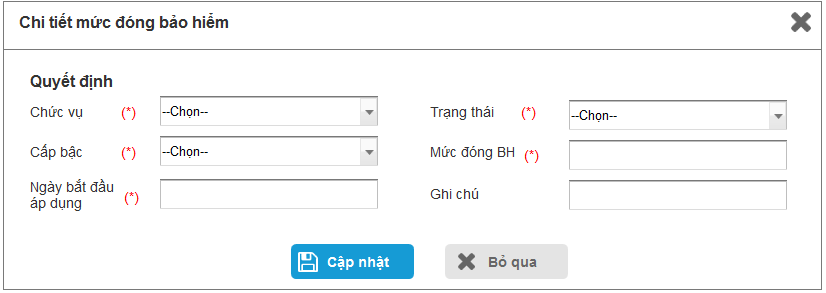 Chi tiết mức đóng bảo hiểm
Quyết định
Chức vụ (*) --Chọn-- Trạng thái (*) --Chọn--
Cấp bậc (*) --Chọn-- Mức đóng BH (*)
Ngày bắt đầu
áp dụng (*) Ghi chú
Cập nhật Bỏ qua